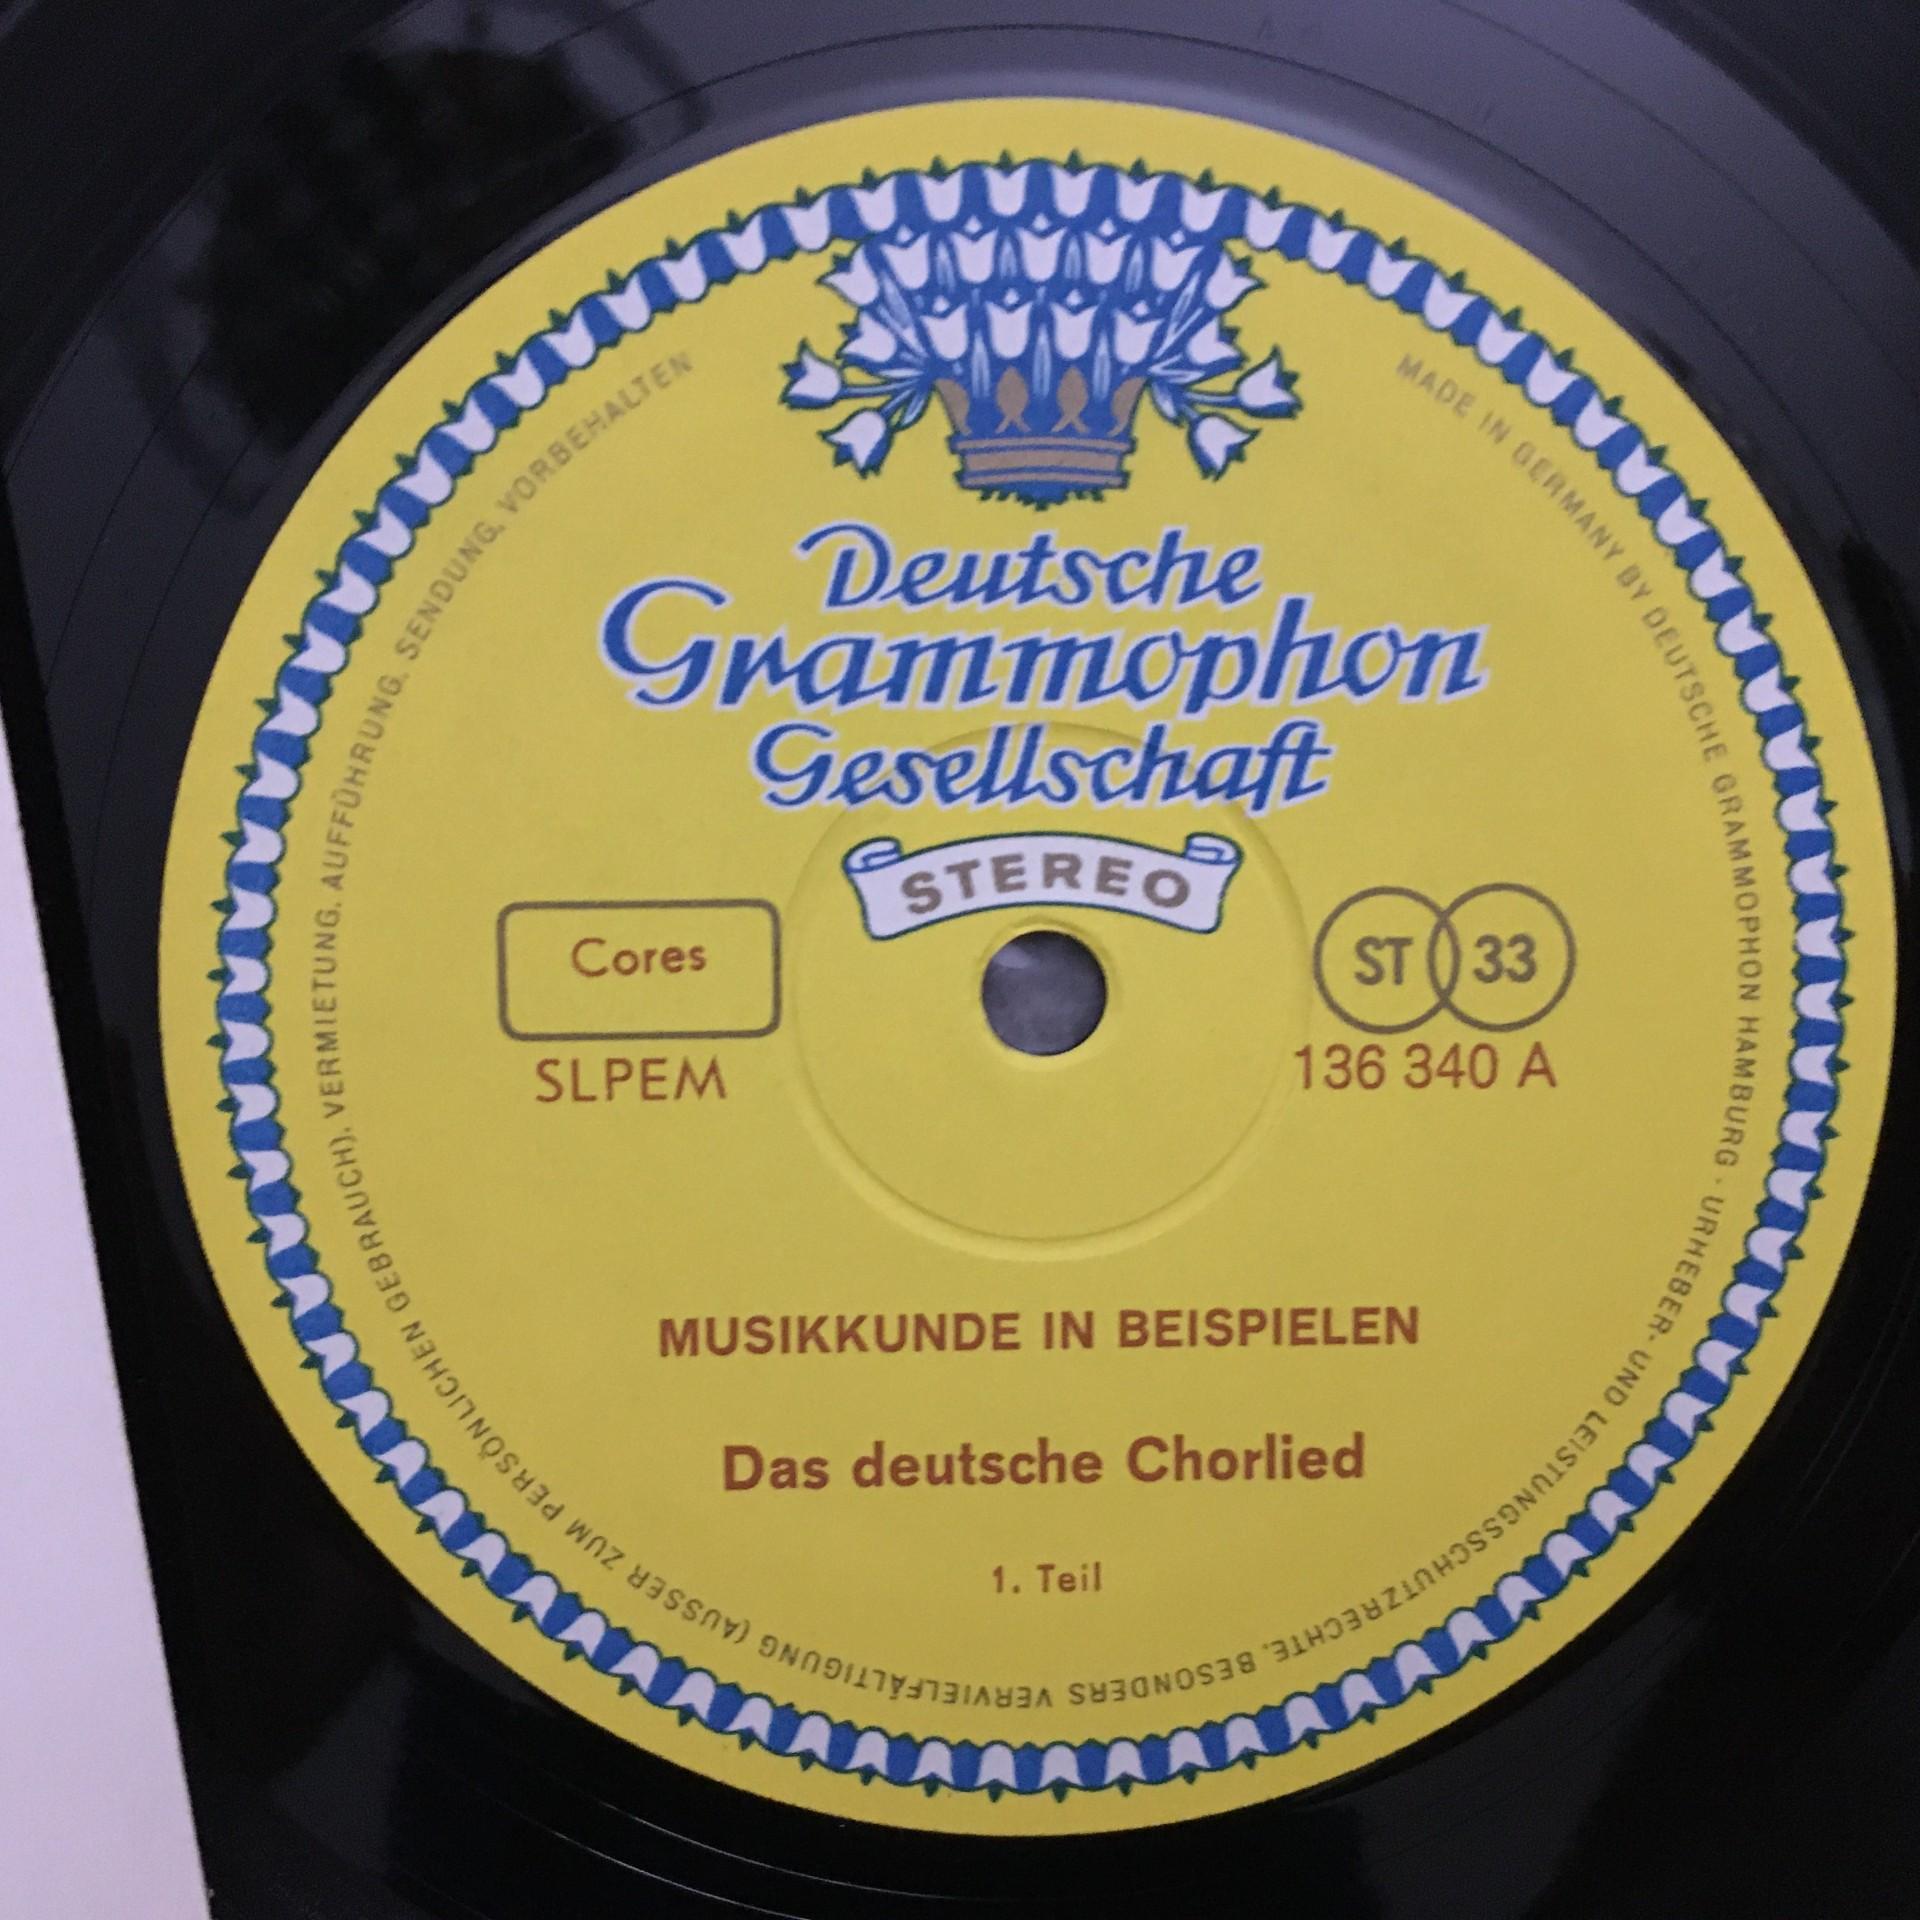 Deutsche
Grammophon
Gesellschaft
STEREO
Cores
SLPEM
ST 33
136 340 A
MUSIKKUNDE IN BEISPIELEN
Das deutsche Chorlied
1. Teil
MADE IN GERMANY BY DEUTSCHE GRAMMOPHON HAMBURG · URHEBER- UND LEISTUNGSSCHUTZRECHTE, BESONDERS VERVIELFÄLTIGUNG (AUSSER ZUM PERSÖNLICHEN GEBRAUCH), VERMIETUNG, AUFFÜHRUNG, SENDUNG, VORBEHALTEN